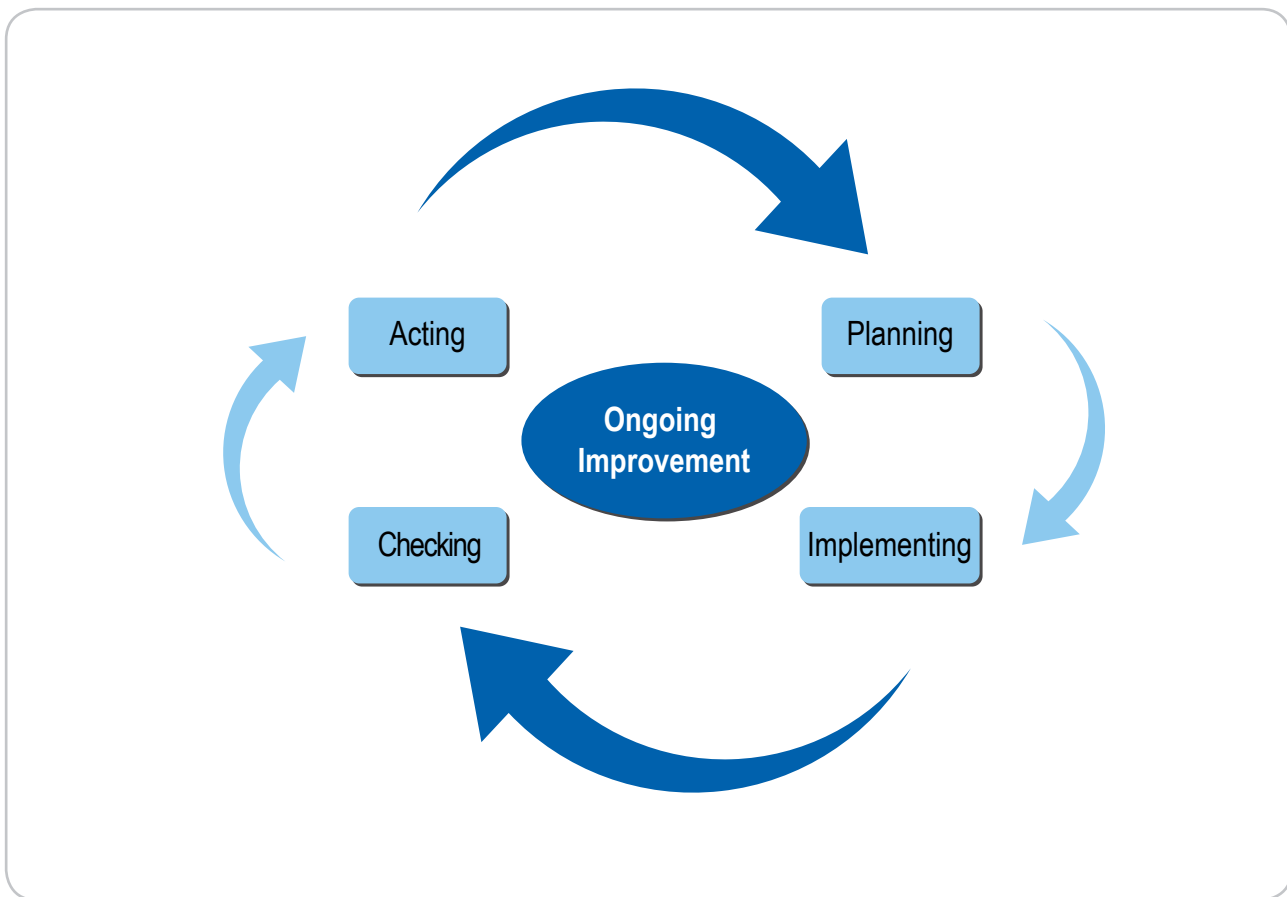 Acting
Planning
Ongoing
Improvement
Checking
Implementing